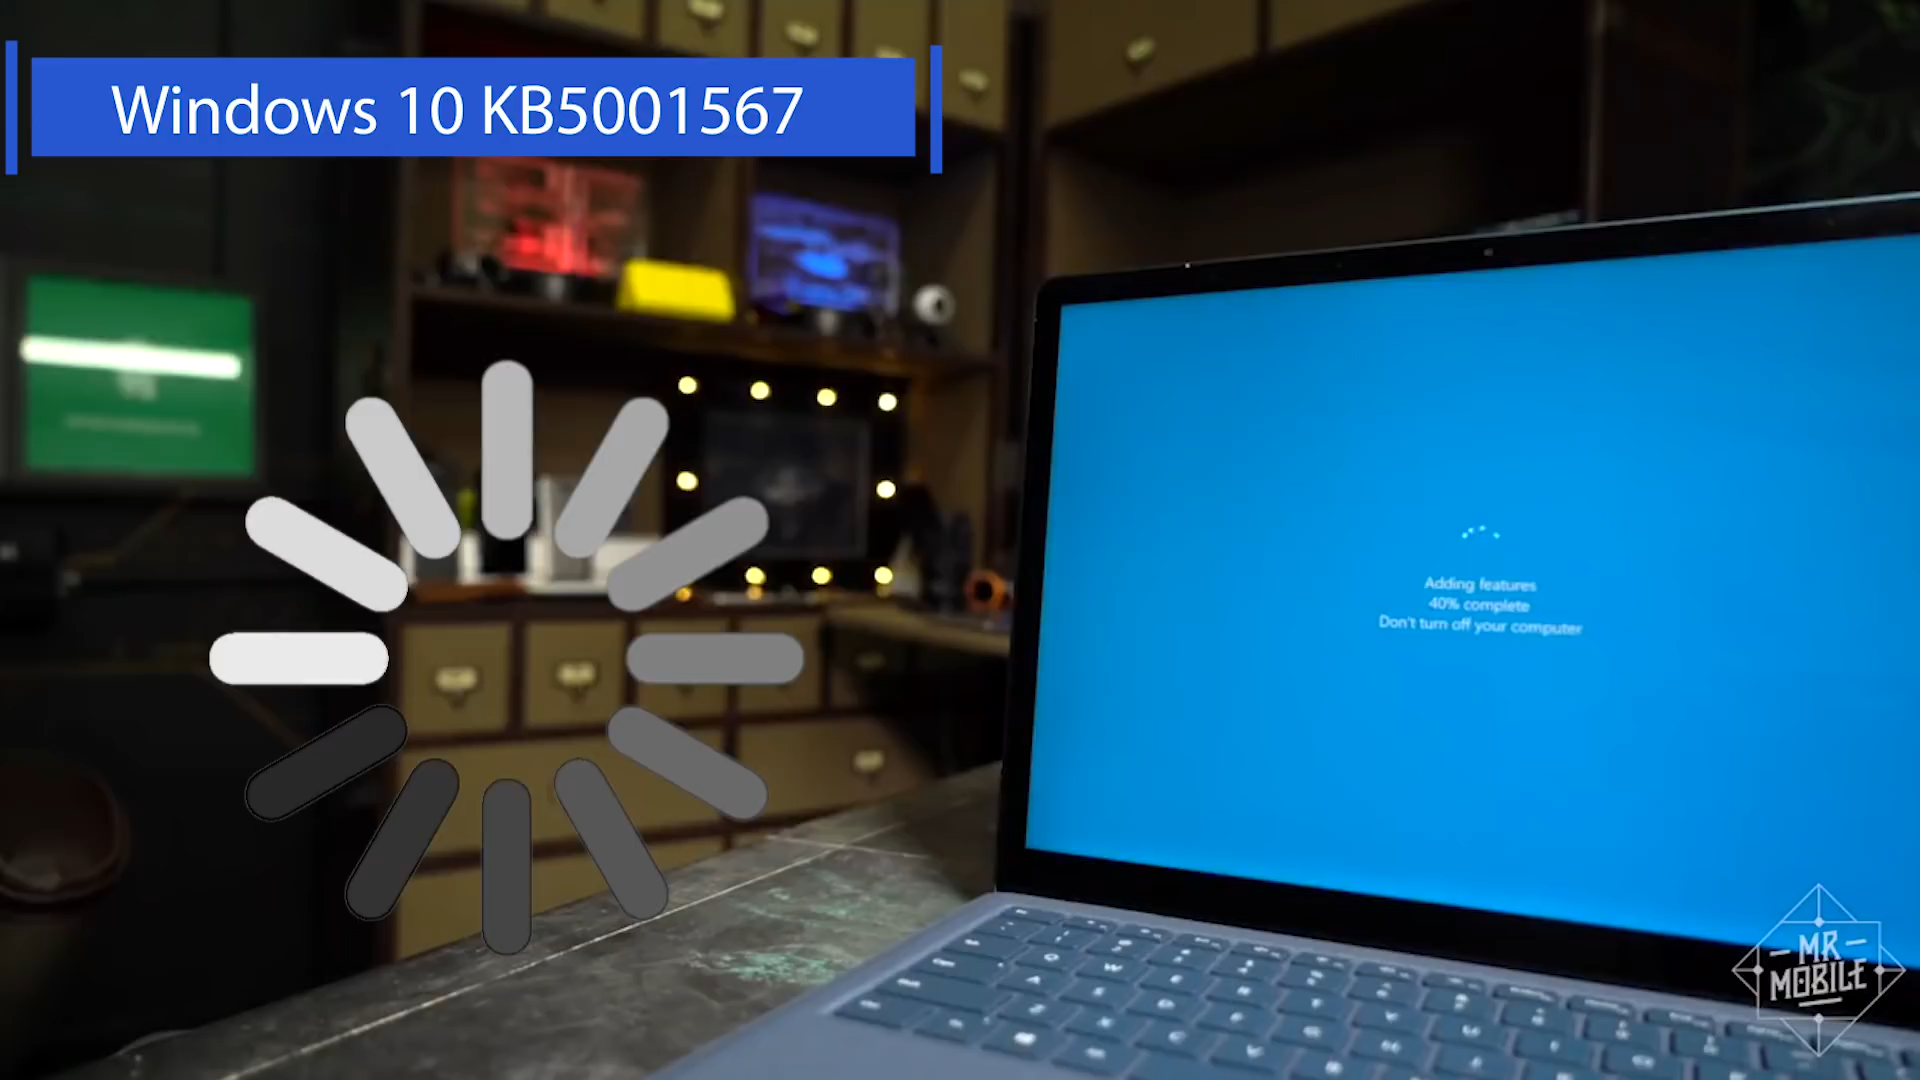 Windows 10 KB5001567
Adding features
40% complete
Don't turn off your computer
MR
MOBILE